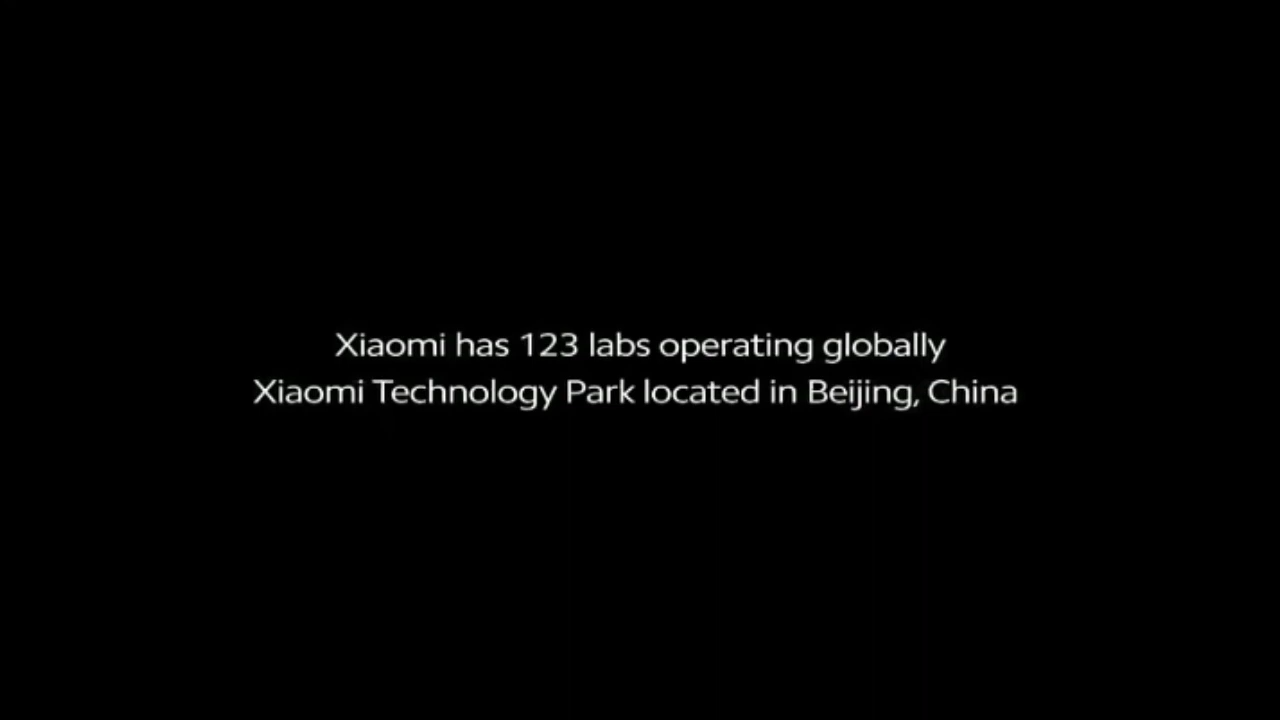 Xiaomi has 123 labs operating globally
Xiaomi Technology Park located in Beijing, China